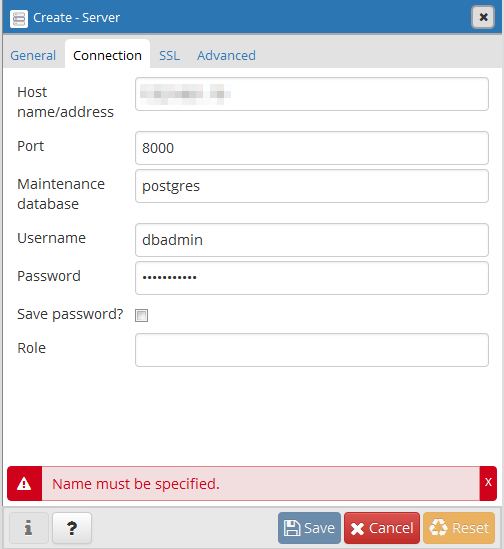 Create - Server
General Connection SSL Advanced
Host
name/address
Port 8000
Maintenance postgres
database
Username dbadmin
Password •••••••••••
Save password?
Role
Name must be specified. x
i ? Save Cancel Reset